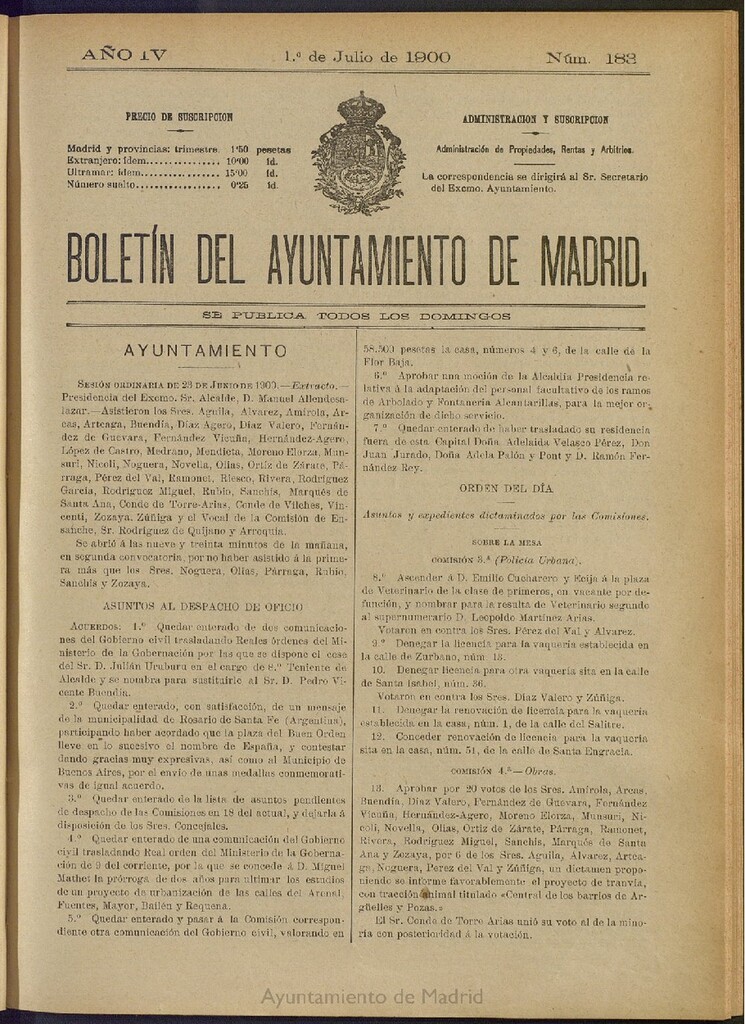 AÑO IV
1.º de Julio de 1900
Núm. 183
PRECIO DE SUSCRIPCION
Madrid y provincias: trimestre. 1'50 pesetas
Extranjero: idem............... 10'00 id.
Ultramar: idem................ 15'00 id.
Número suelto................ 0'25 id.
ADMINISTRACION Y SUSCRIPCION
Administración de Propiedades, Rentas y Arbitrios.
La correspondencia se dirigirá al Sr. Secretario
del Excmo. Ayuntamiento.
BOLETÍN DEL AYUNTAMIENTO DE MADRID.
SE PUBLICA TODOS LOS DOMINGOS
AYUNTAMIENTO
SESIÓN ORDINARIA DE 23 DE JUNIO DE 1900.—Extracto.—
Presidencia del Excmo. Sr. Alcalde, D. Manuel Allendesa-
lazar.—Asistieron los Sres. Aguila, Alvarez, Amírola, Ar-
cas, Arteaga, Buendía, Díaz Agero, Díaz Valero, Fernán-
dez de Guevara, Fernández Vicuña, Hernández-Agero,
López de Castro, Medrano, Mendieta, Moreno Elorza, Mun-
suri, Nicoli, Noguera, Novella, Olías, Ortiz de Zárate, Pá-
rraga, Pérez del Val, Ramonet, Riesco, Rivera, Rodríguez
García, Rodríguez Miguel, Rubio, Sanchís, Marqués de
Santa Ana, Conde de Torre-Arias, Conde de Vilches, Vin-
centi, Zozaya, Zúñiga y el Vocal de la Comisión de En-
sanche, Sr. Rodríguez de Quijano y Arroquia.
Se abrió á las nueve y treinta minutos de la mañana,
en segunda convocatoria, por no haber asistido á la prime-
ra más que los Sres. Noguera, Olías, Párraga, Rubio,
Sanchís y Zozaya.
ASUNTOS AL DESPACHO DE OFICIO
ACUERDOS: 1.º Quedar enterado de dos comunicacio-
nes del Gobierno civil trasladando Reales órdenes del Mi-
nisterio de la Gobernación por las que se dispone el cese
del Sr. D. Julián Uruburu en el cargo de 8.º Teniente de
Alcalde y se nombra para sustituirle al Sr. D. Pedro Vi-
cente Buendía.
2.º Quedar enterado, con satisfacción, de un mensaje
de la municipalidad de Rosario de Santa Fe (Argentina),
participando haber acordado que la plaza del Buen Orden
lleve en lo sucesivo el nombre de España, y contestar
dando gracias muy expresivas, así como al Municipio de
Buenos Aires, por el envío de unas medallas conmemorati-
vas de igual acuerdo.
3.º Quedar enterado de la lista de asuntos pendientes
de despacho de las Comisiones en 18 del actual, y dejarla á
disposición de los Sres. Concejales.
4.º Quedar enterado de una comunicación del Gobierno
civil trasladando Real orden del Ministerio de la Goberna-
ción de 9 del corriente, por la que se concede á D. Miguel
Mathet la prórroga de dos años para ultimar los estudios
de un proyecto de urbanización de las calles del Arenal,
Fuentes, Mayor, Bailén y Requena.
5.º Quedar enterado y pasar á la Comisión correspon-
diente otra comunicación del Gobierno civil, valorando en
58.500 pesetas la casa, números 4 y 6, de la calle de la
Flor Baja.
6.º Aprobar una moción de la Alcaldía Presidencia re-
lativa á la adaptación del personal facultativo de los ramos
de Arbolado y Fontanería Alcantarillas, para la mejor or-
ganización de dicho servicio.
7.º Quedar enterado de haber trasladado su residencia
fuera de esta Capital Doña Adelaida Velasco Pérez, Don
Juan Jurado, Doña Adela Palón y Pont y D. Ramón Fer-
nández Rey.
ORDEN DEL DÍA
Asuntos y expedientes dictaminados por las Comisiones.
SOBRE LA MESA
COMISIÓN 3.ª (Policía Urbana).
8.º Ascender á D. Emilio Cucharero y Ecija á la plaza
de Veterinario de la clase de primeros, en vacante por de-
función, y nombrar para la resulta de Veterinario segundo
al supernumerario D. Leopoldo Martínez Arias.
Votaron en contra los Sres. Pérez del Val y Alvarez.
9.º Denegar la licencia para la vaquería establecida en
la calle de Zurbano, núm. 13.
10. Denegar licencia para otra vaquería sita en la calle
de Santa Isabel, núm. 36.
Votaron en contra los Sres. Díaz Valero y Zúñiga.
11. Denegar la renovación de licencia para la vaquería
establecida en la casa, núm. 1, de la calle del Salitre.
12. Conceder renovación de licencia para la vaquería
sita en la casa, núm. 51, de la calle de Santa Engracia.
COMISIÓN 4.ª—Obras.
13. Aprobar por 20 votos de los Sres. Amírola, Arcas,
Buendía, Díaz Valero, Fernández de Guevara, Fernández
Vicuña, Hernández-Agero, Moreno Elorza, Munsuri, Ni-
coli, Novella, Olías, Ortiz de Zárate, Párraga, Ramonet,
Rivera, Rodríguez Miguel, Sanchís, Marqués de Santa
Ana y Zozaya, por 6 de los Sres. Aguila, Alvarez, Artea-
ga, Noguera, Perez del Val y Zúñiga, un dictamen propo-
niendo se informe favorablemente el proyecto de tranvía,
con tracción animal titulado «Central de los barrios de Ar-
güelles y Pozas.»
El Sr. Conde de Torre Arias unió su voto al de la mino-
ría con posterioridad á la votación.
Ayuntamiento de Madrid